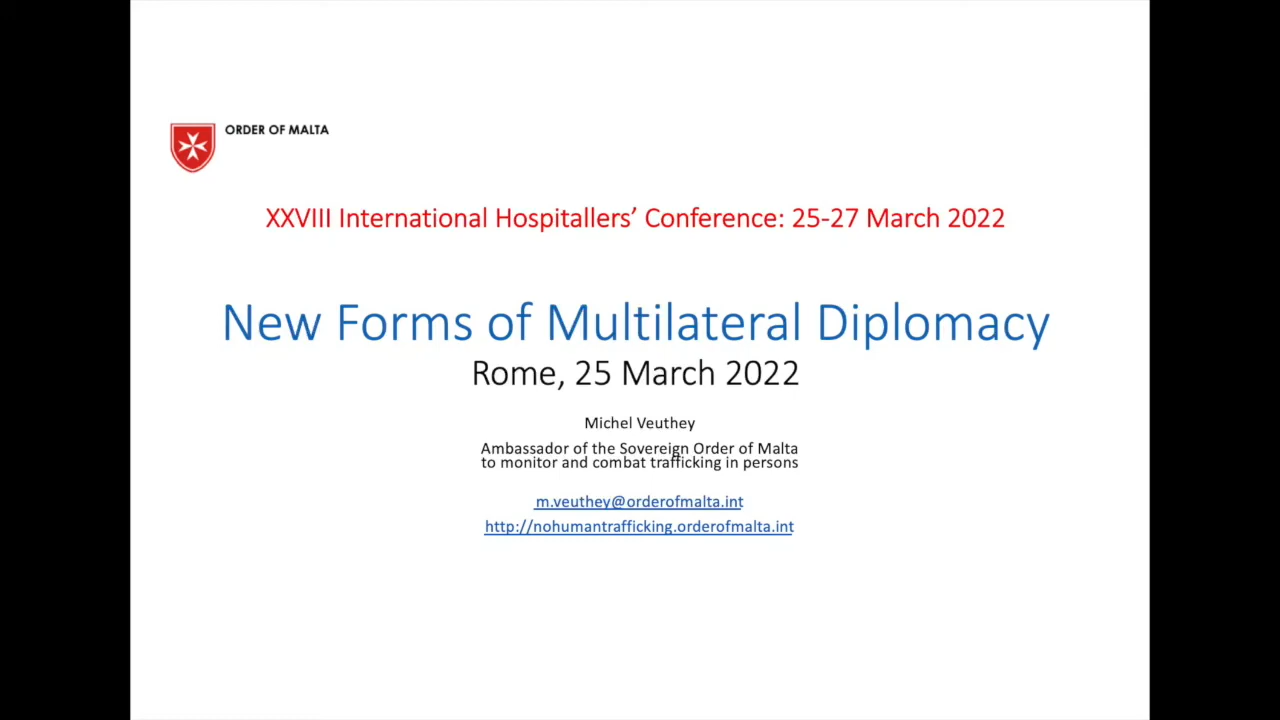 ORDER OF MALTA
XXVIII International Hospitallers’ Conference: 25-27 March 2022
New Forms of Multilateral Diplomacy
Rome, 25 March 2022
Michel Veuthey
Ambassador of the Sovereign Order of Malta
to monitor and combat trafficking in persons
m.veuthey@orderofmalta.int
http://nohumantrafficking.orderofmalta.int